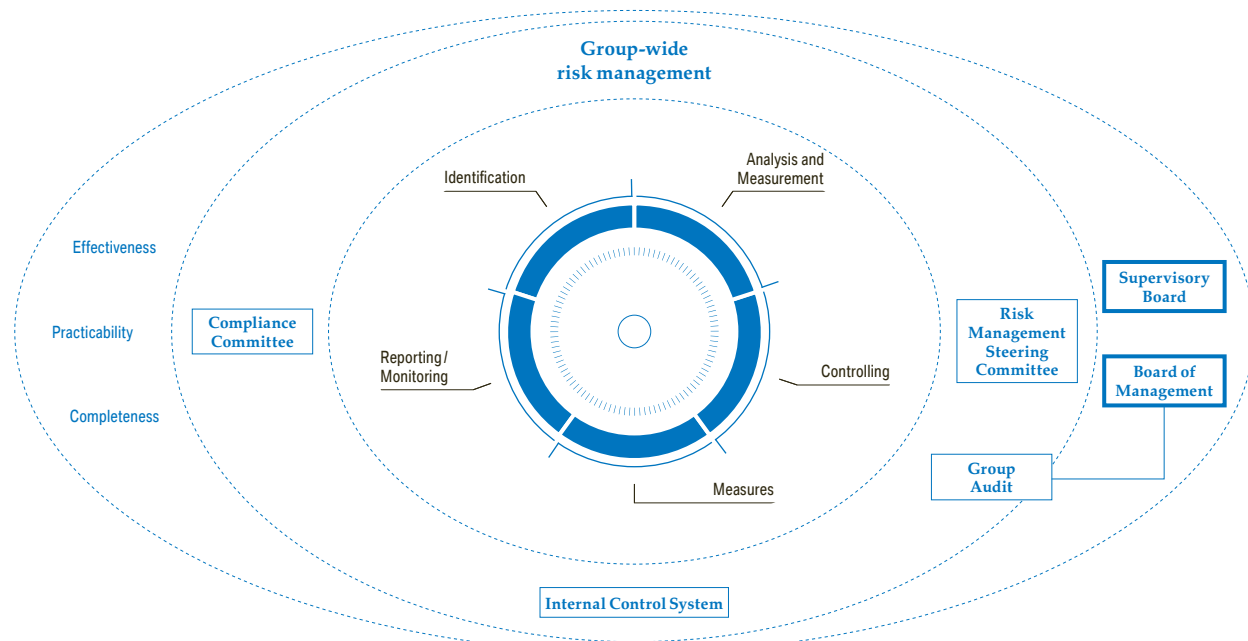 Group-wide
risk management
Identification
Analysis and
Measurement
Effectiveness
Practicability
Completeness
Compliance
Committee
Reporting/
Monitoring
Controlling
Measures
Risk
Management
Steering
Committee
Supervisory
Board
Board of
Management
Group
Audit
Internal Control System